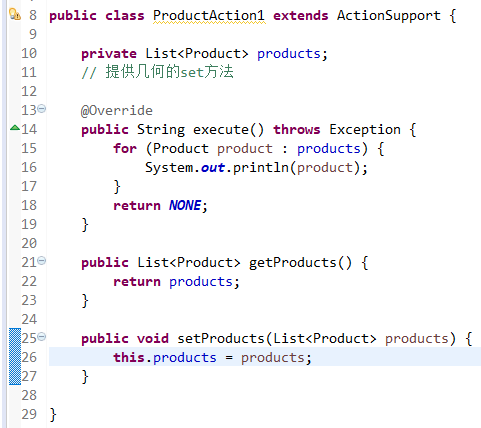 8 public class ProductAction1 extends ActionSupport {
9
10 private List<Product> products;
11 // 提供几何的set方法
12
13 @Override
14 public String execute() throws Exception {
15 for (Product product : products) {
16 System.out.println(product);
17 }
18 return NONE;
19 }
20
21 public List<Product> getProducts() {
22 return products;
23 }
24
25 public void setProducts(List<Product> products) {
26 this.products = products;
27 }
28
29 }